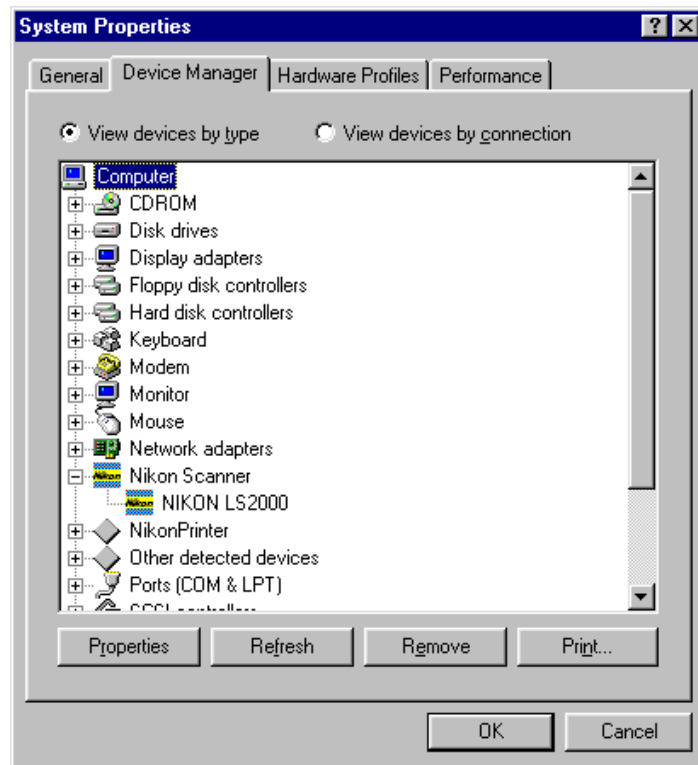 System Properties
General Device Manager Hardware Profiles Performance
View devices by type View devices by connection
Computer
CDROM
Disk drives
Display adapters
Floppy disk controllers
Hard disk controllers
Keyboard
Modem
Monitor
Mouse
Network adapters
Nikon Scanner
NIKON LS2000
NikonPrinter
Other detected devices
Ports (COM & LPT)
SCSI controllers
Properties Refresh Remove Print...
OK Cancel